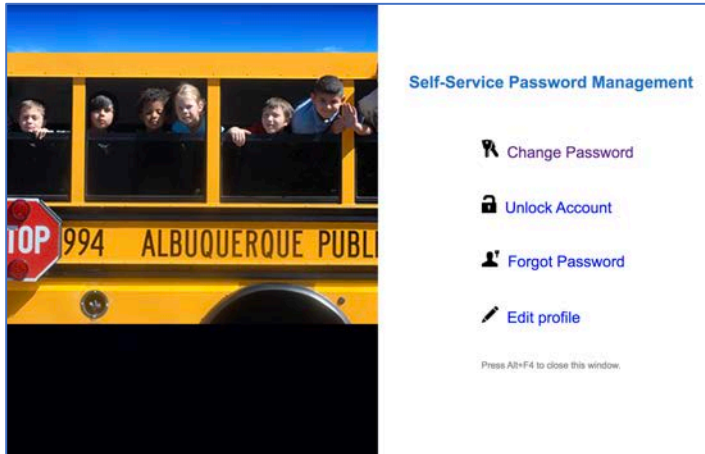 Self-Service Password Management
Change Password
Unlock Account
Forgot Password
Edit profile
Press Alt+F4 to close this window.
TOP 994 ALBUQUERQUE PUBLI